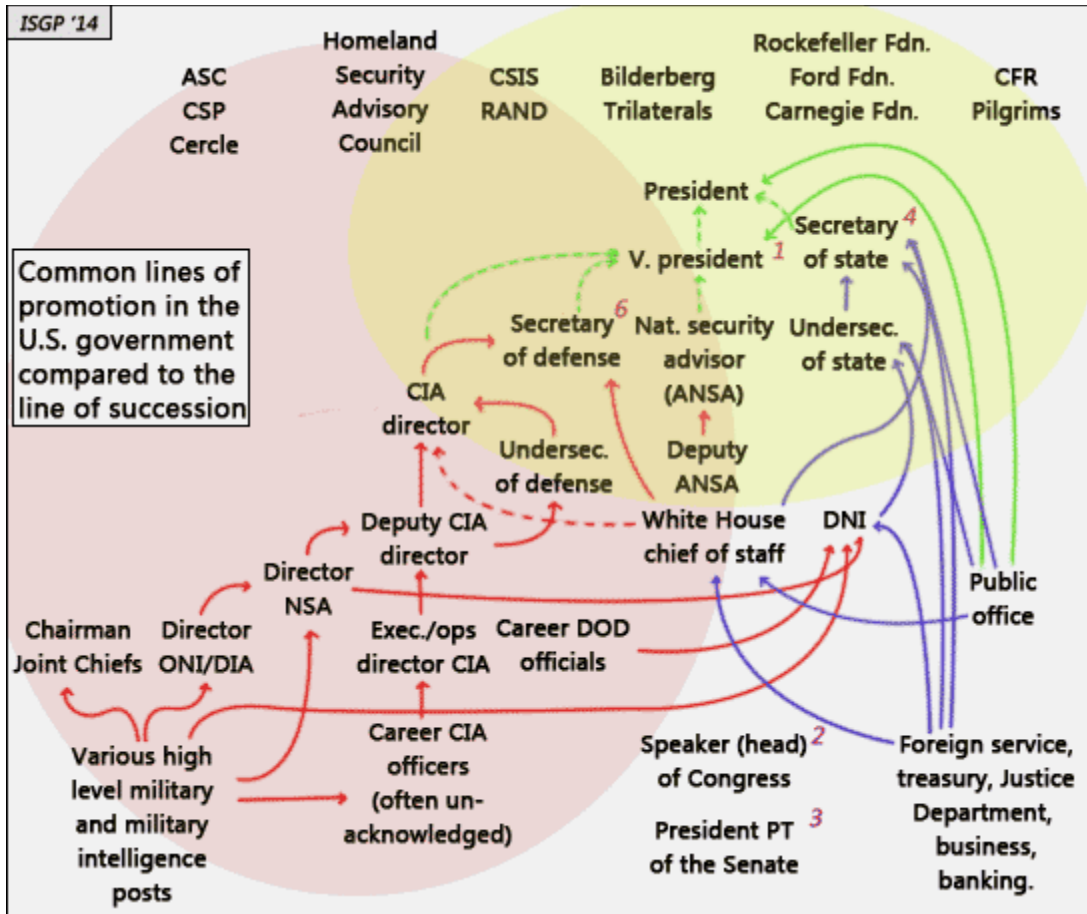 ISGP '14
ASC
CSP
Cercle
Homeland
Security
Advisory
Council
CSIS
RAND
Bilderberg
Trilaterals
Rockefeller Fdn.
Ford Fdn.
Carnegie Fdn.
CFR
Pilgrims
Common lines of
promotion in the
U.S. government
compared to the
line of succession
President
Secretary 4
of state
V. president 1
Secretary 6
of defense
Nat. security
advisor
(ANSA)
Undersec.
of state
CIA
director
Undersec.
of defense
Deputy
ANSA
Deputy CIA
director
White House
chief of staff
DNI
Director
NSA
Public
office
Chairman
Joint Chiefs
Director
ONI/DIA
Exec./ops
director CIA
Career DOD
officials
Various high
level military
and military
intelligence
posts
Career CIA
officers
(often un-
acknowledged)
Speaker (head) 2
of Congress
President PT 3
of the Senate
Foreign service,
treasury, Justice
Department,
business,
banking.